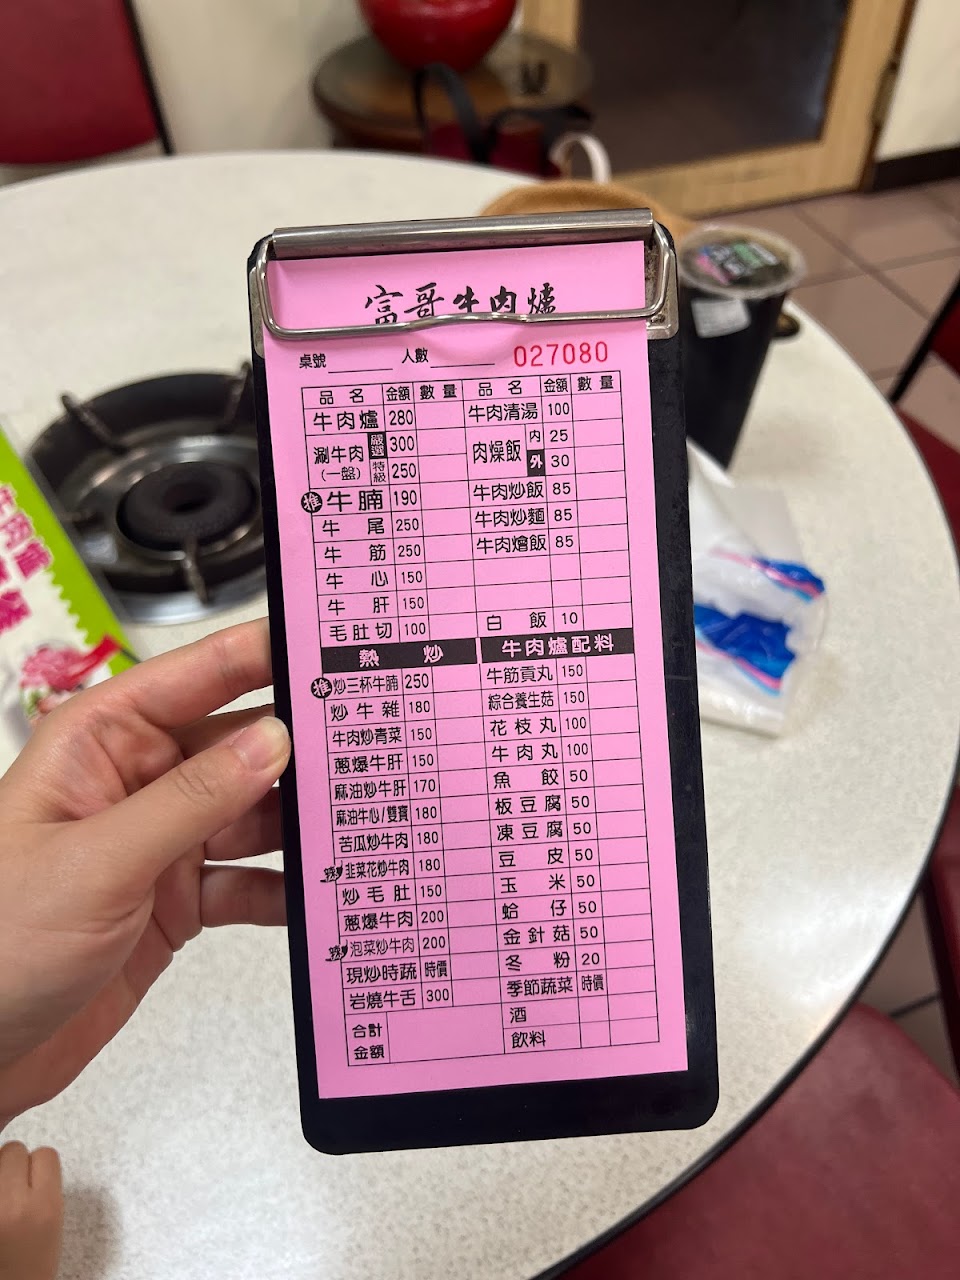 富哥牛肉爐
桌號 人數 027080
品名 金額 數量 品名 金額 數量
牛肉爐 280 牛肉清湯 100
涮牛肉(一盤) 嚴選 300 肉燥飯 內 25
特級 250 外 30
推 牛腩 190 牛肉炒飯 85
牛尾 250 牛肉炒麵 85
牛筋 250 牛肉燴飯 85
牛心 150
牛肝 150
毛肚切 100 白飯 10
熱炒 牛肉爐配料
推 炒三杯牛腩 250 牛筋貢丸 150
炒牛雜 180 綜合養生菇 150
牛肉炒青菜 150 花枝丸 100
蔥爆牛肝 150 牛肉丸 100
麻油炒牛肝 170 魚餃 50
麻油牛心/雙寶 180 板豆腐 50
苦瓜炒牛肉 180 凍豆腐 50
韭菜花炒牛肉 180 豆皮 50
炒毛肚 150 玉米 50
蔥爆牛肉 200 蛤仔 50
泡菜炒牛肉 200 金針菇 50
現炒時蔬 時價 冬粉 20
岩燒牛舌 300 季節蔬菜 時價
合計金額 酒
飲料